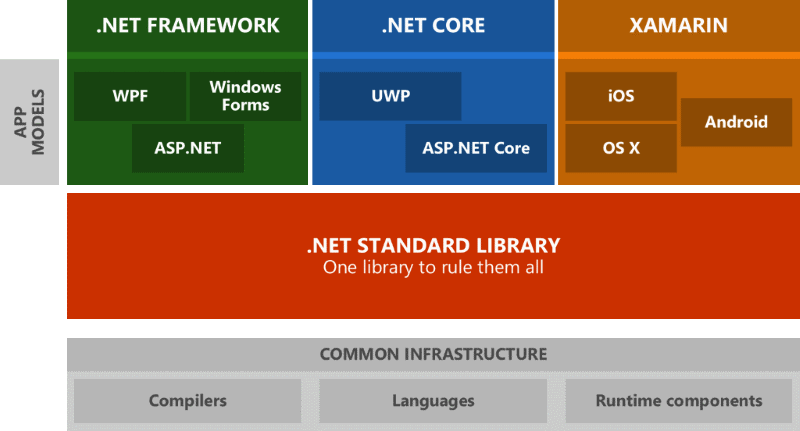 .NET FRAMEWORK
.NET CORE
XAMARIN
APP
MODELS
WPF
Windows
Forms
ASP.NET
UWP
ASP.NET Core
iOS
Android
OS X
.NET STANDARD LIBRARY
One library to rule them all
COMMON INFRASTRUCTURE
Compilers
Languages
Runtime components